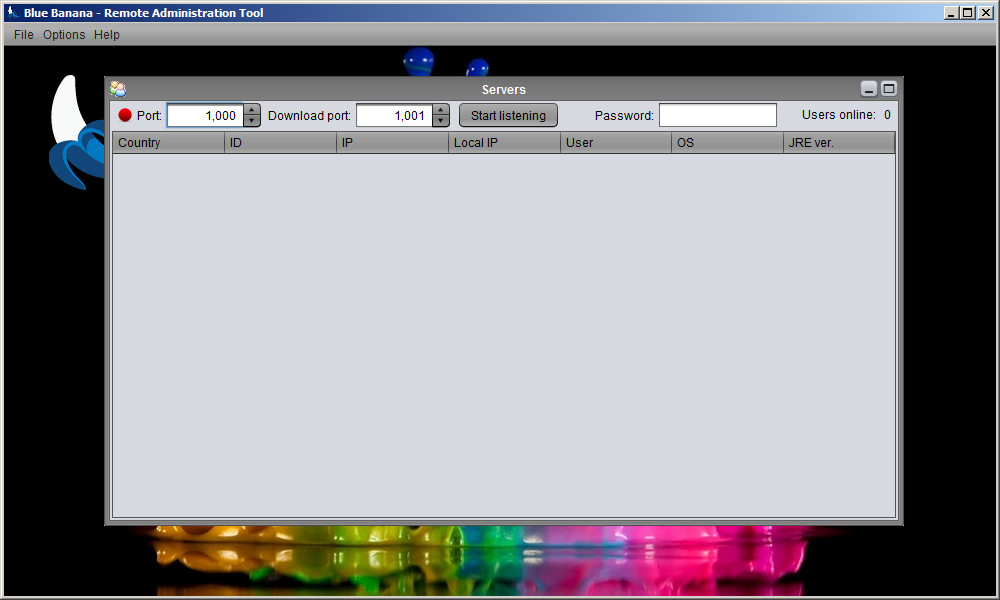 Blue Banana - Remote Administration Tool
File Options Help
Servers
Port: 1,000 Download port: 1,001 Start listening Password: Users online: 0
Country ID IP Local IP User OS JRE ver.